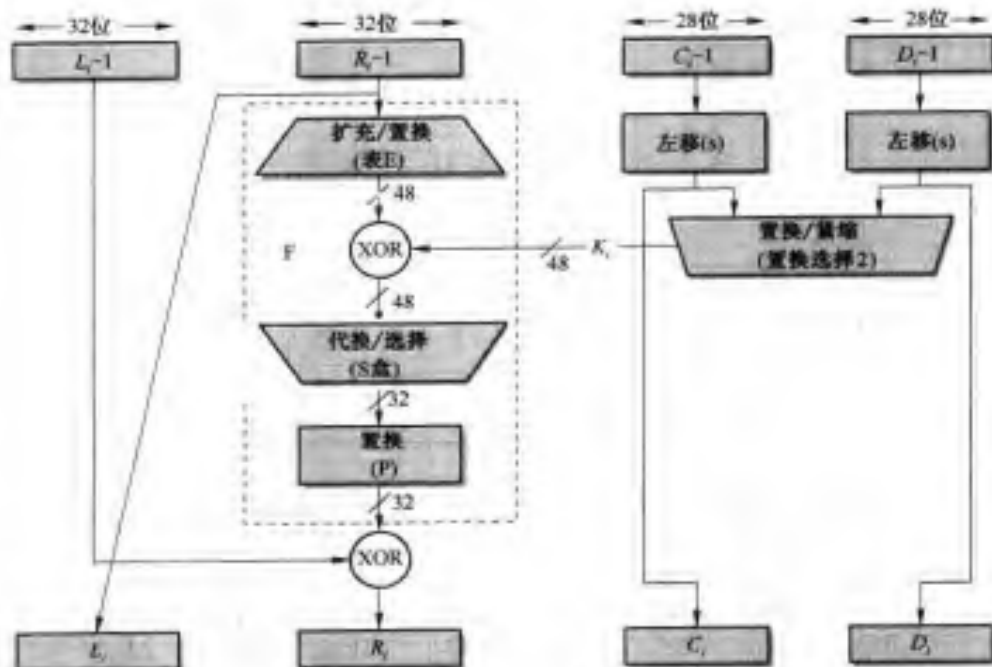 32位
32位
28位
28位
Lᵢ-1
Rᵢ-1
Cᵢ-1
Dᵢ-1
扩充/置换
(表E)
左移(s)
左移(s)
48
F
XOR
48
Kᵢ
置换/压缩
(置换选择2)
48
代换/选择
(S盒)
32
置换
(P)
32
XOR
Lᵢ
Rᵢ
Cᵢ
Dᵢ